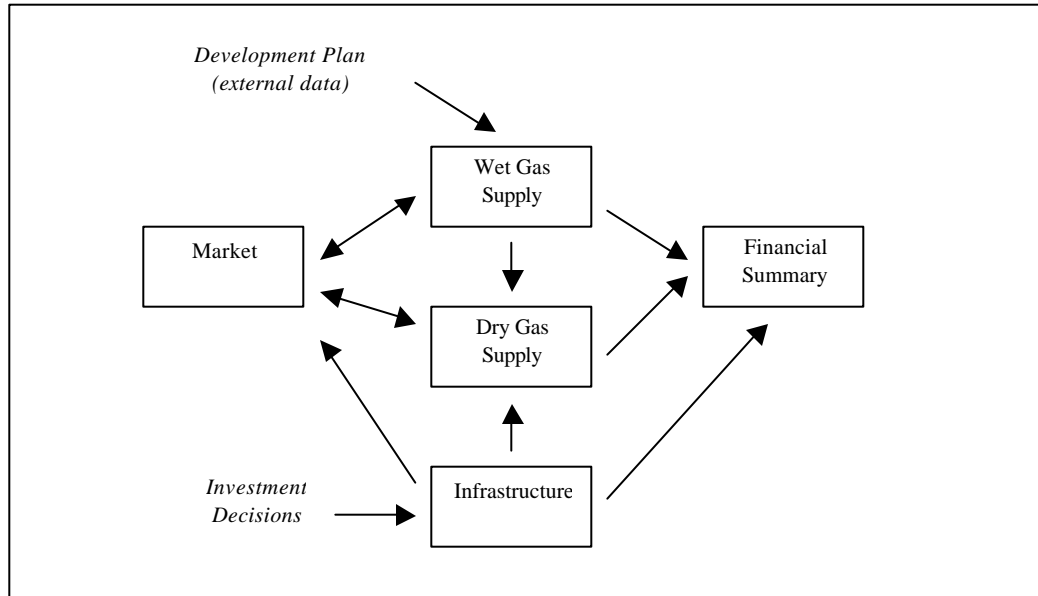 Development Plan
(external data)
Wet Gas
Supply
Market
Financial
Summary
Dry Gas
Supply
Investment
Decisions
Infrastructure